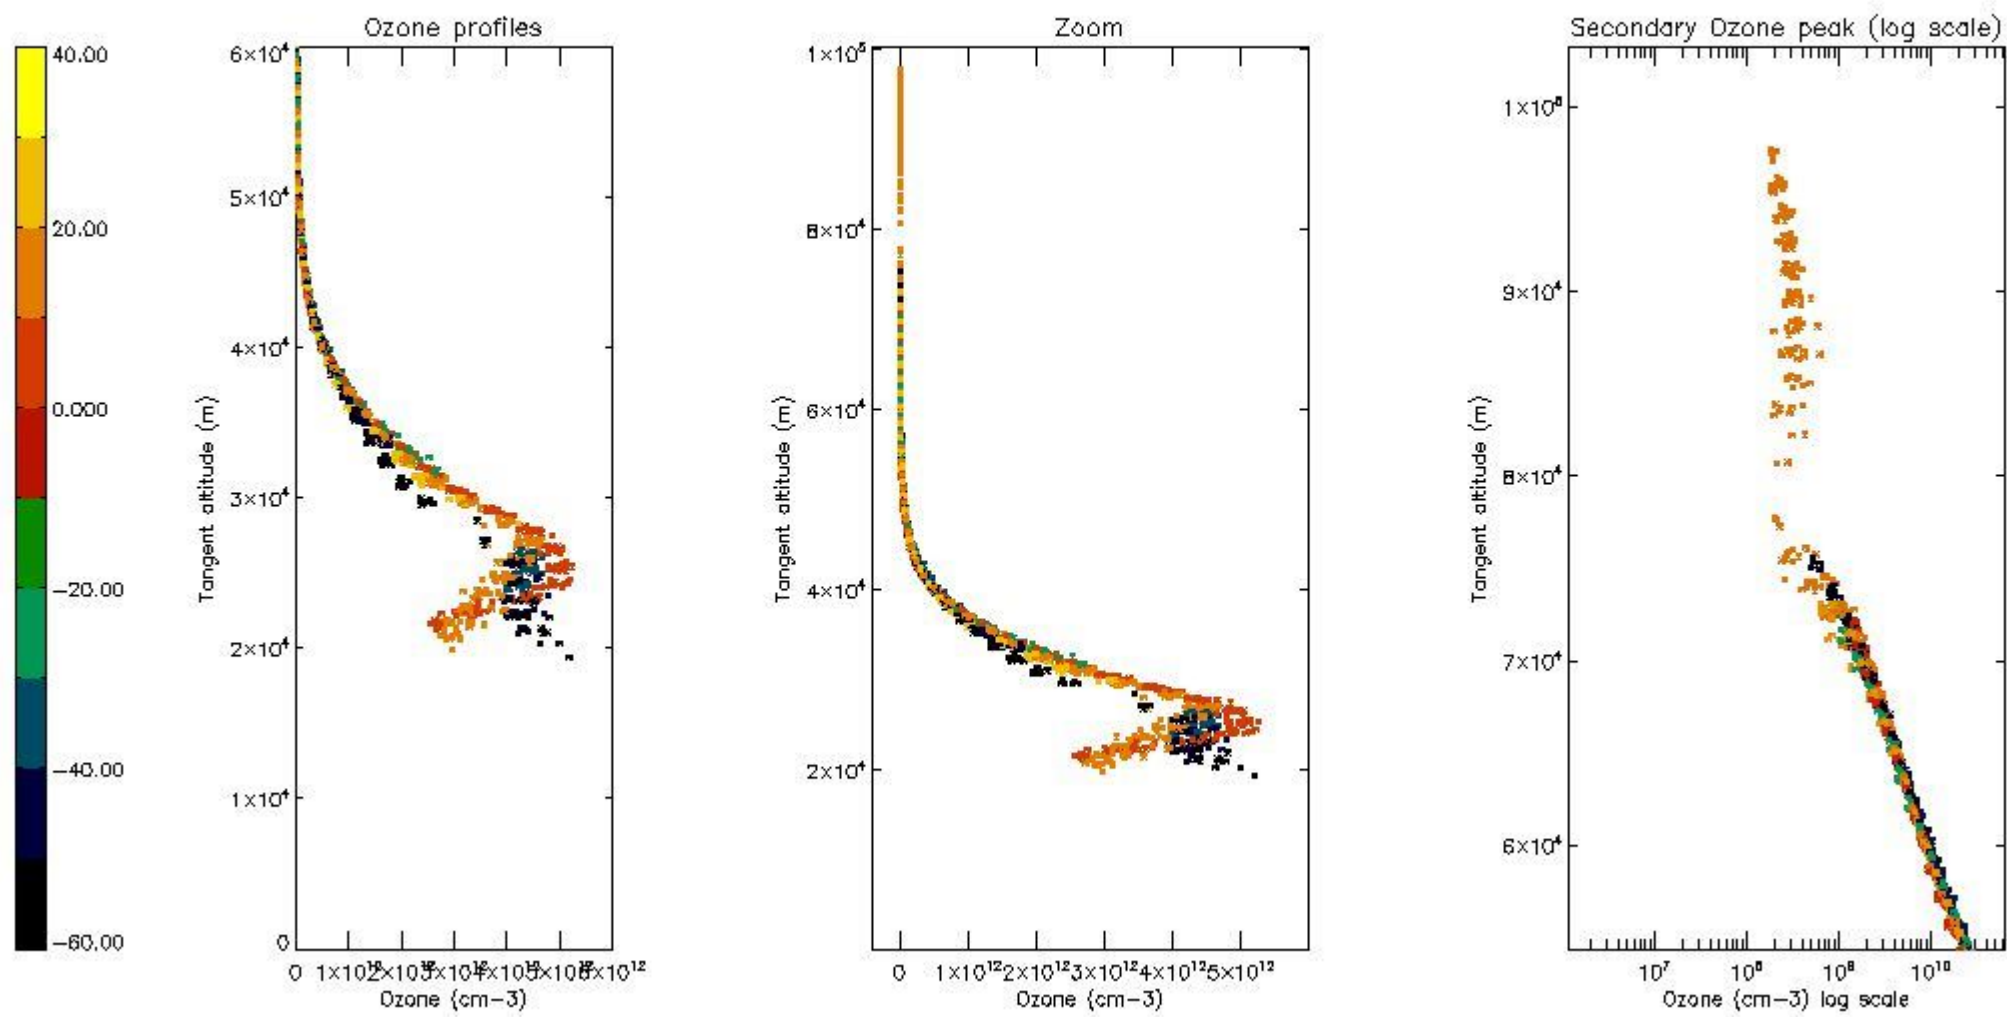 Ozone profiles
Zoom
Secondary Ozone peak (log scale)
40.00
20.00
0.000
-20.00
-40.00
-60.00
6×10⁴
5×10⁴
4×10⁴
3×10⁴
2×10⁴
1×10⁴
0
Tangent altitude (m)
0
Ozone (cm-3)
1×10⁵
8×10⁴
6×10⁴
4×10⁴
2×10⁴
Tangent altitude (m)
0 1×10¹² 2×10¹² 3×10¹² 4×10¹² 5×10¹²
Ozone (cm-3)
9×10⁴
8×10⁴
7×10⁴
6×10⁴
Tangent altitude (m)
10⁷ 10⁹ 10¹⁰
Ozone (cm-3) log scale